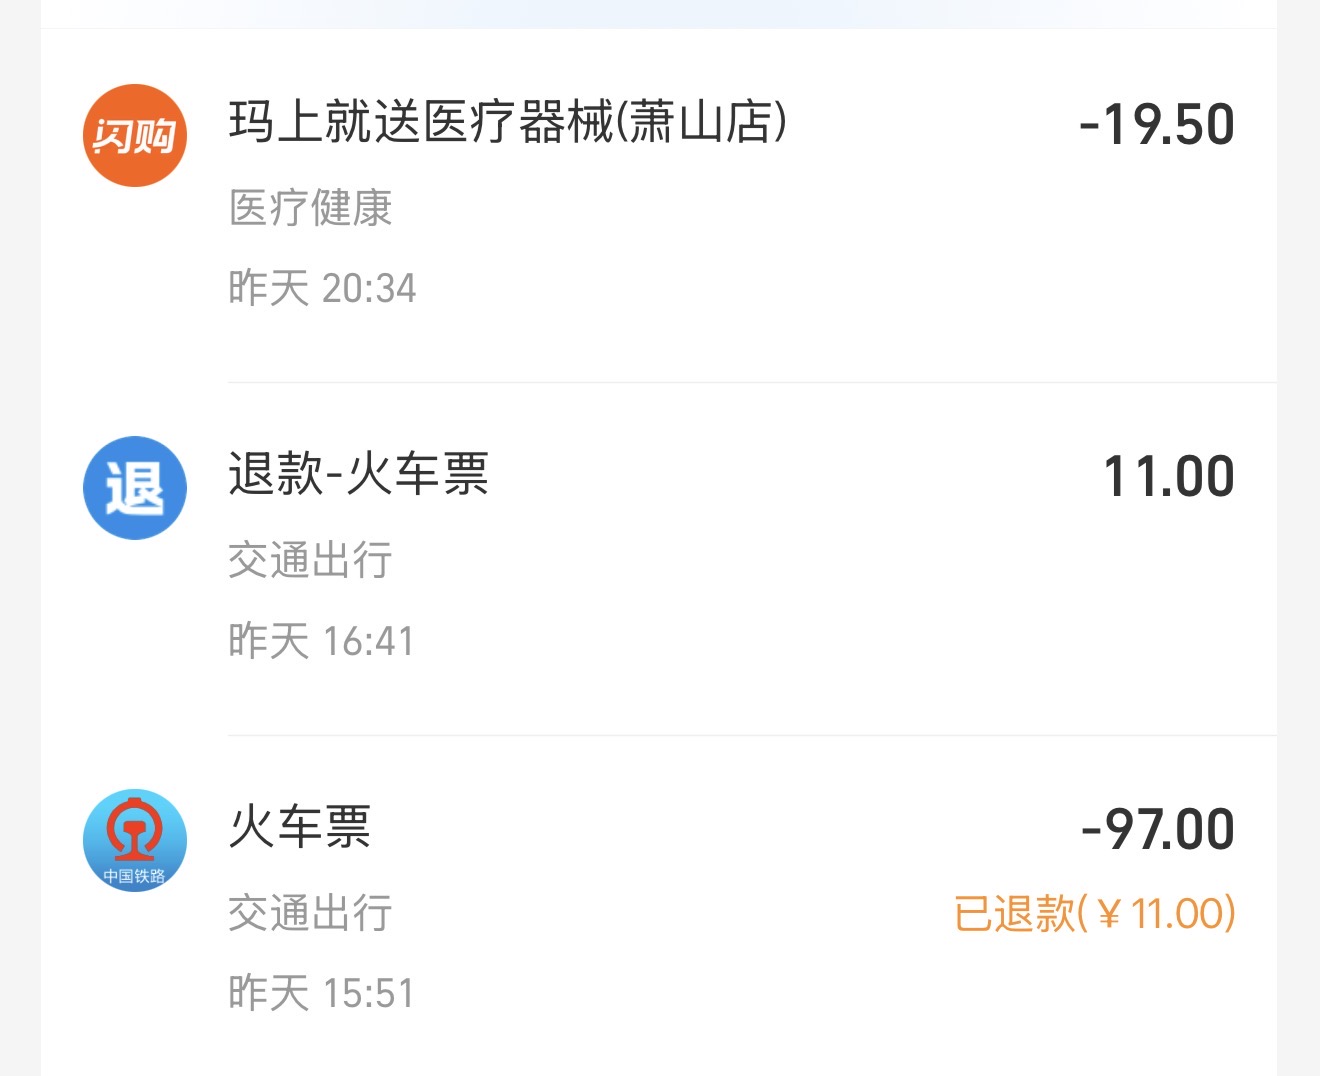 闪购
玛上就送医疗器械(萧山店)
-19.50
医疗健康
昨天 20:34
退
退款-火车票
11.00
交通出行
昨天 16:41
中国铁路
火车票
-97.00
交通出行
已退款(￥11.00)
昨天 15:51